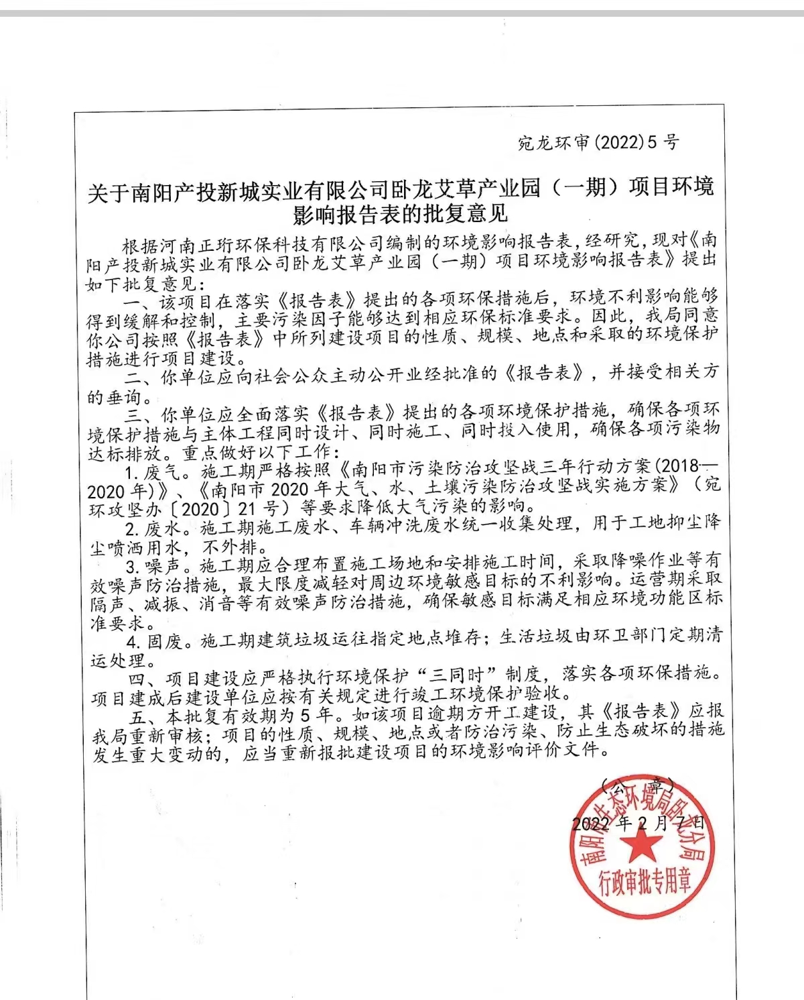 宛龙环审(2022)5号
关于南阳产投新城实业有限公司卧龙艾草产业园（一期）项目环境
影响报告表的批复意见
根据河南正珩环保科技有限公司编制的环境影响报告表,经研究,现对《南
阳产投新城实业有限公司卧龙艾草产业园（一期）项目环境影响报告表》提出
如下批复意见：
一、该项目在落实《报告表》提出的各项环保措施后，环境不利影响能够
得到缓解和控制，主要污染因子能够达到相应环保标准要求。因此，我局同意
你公司按照《报告表》中所列建设项目的性质、规模、地点和采取的环境保护
措施进行项目建设。
二、你单位应向社会公众主动公开业经批准的《报告表》，并接受相关方
的垂询。
三、你单位应全面落实《报告表》提出的各项环境保护措施，确保各项环
境保护措施与主体工程同时设计、同时施工、同时投入使用，确保各项污染物
达标排放。重点做好以下工作：
1.废气。施工期严格按照《南阳市污染防治攻坚战三年行动方案(2018—
2020年)》、《南阳市2020年大气、水、土壤污染防治攻坚战实施方案》（宛
环攻坚办〔2020〕21号）等要求降低大气污染的影响。
2.废水。施工期施工废水、车辆冲洗废水统一收集处理，用于工地抑尘降
尘喷洒用水，不外排。
3.噪声。施工期应合理布置施工场地和安排施工时间，采取降噪作业等有
效噪声防治措施，最大限度减轻对周边环境敏感目标的不利影响。运营期采取
隔声、减振、消音等有效噪声防治措施，确保敏感目标满足相应环境功能区标
准要求。
4.固废。施工期建筑垃圾运往指定地点堆存；生活垃圾由环卫部门定期清
运处理。
四、项目建设应严格执行环境保护“三同时”制度，落实各项环保措施。
项目建成后建设单位应按有关规定进行竣工环境保护验收。
五、本批复有效期为5年。如该项目逾期方开工建设，其《报告表》应报
我局重新审核；项目的性质、规模、地点或者防治污染、防止生态破坏的措施
发生重大变动的，应当重新报批建设项目的环境影响评价文件。
（公 章）
2022年2月7日
南阳市生态环境局卧龙分局
行政审批专用章